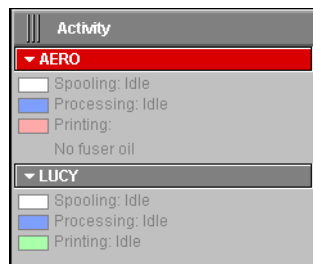 Activity
AERO
Spooling: Idle
Processing: Idle
Printing:
No fuser oil
LUCY
Spooling: Idle
Processing: Idle
Printing: Idle